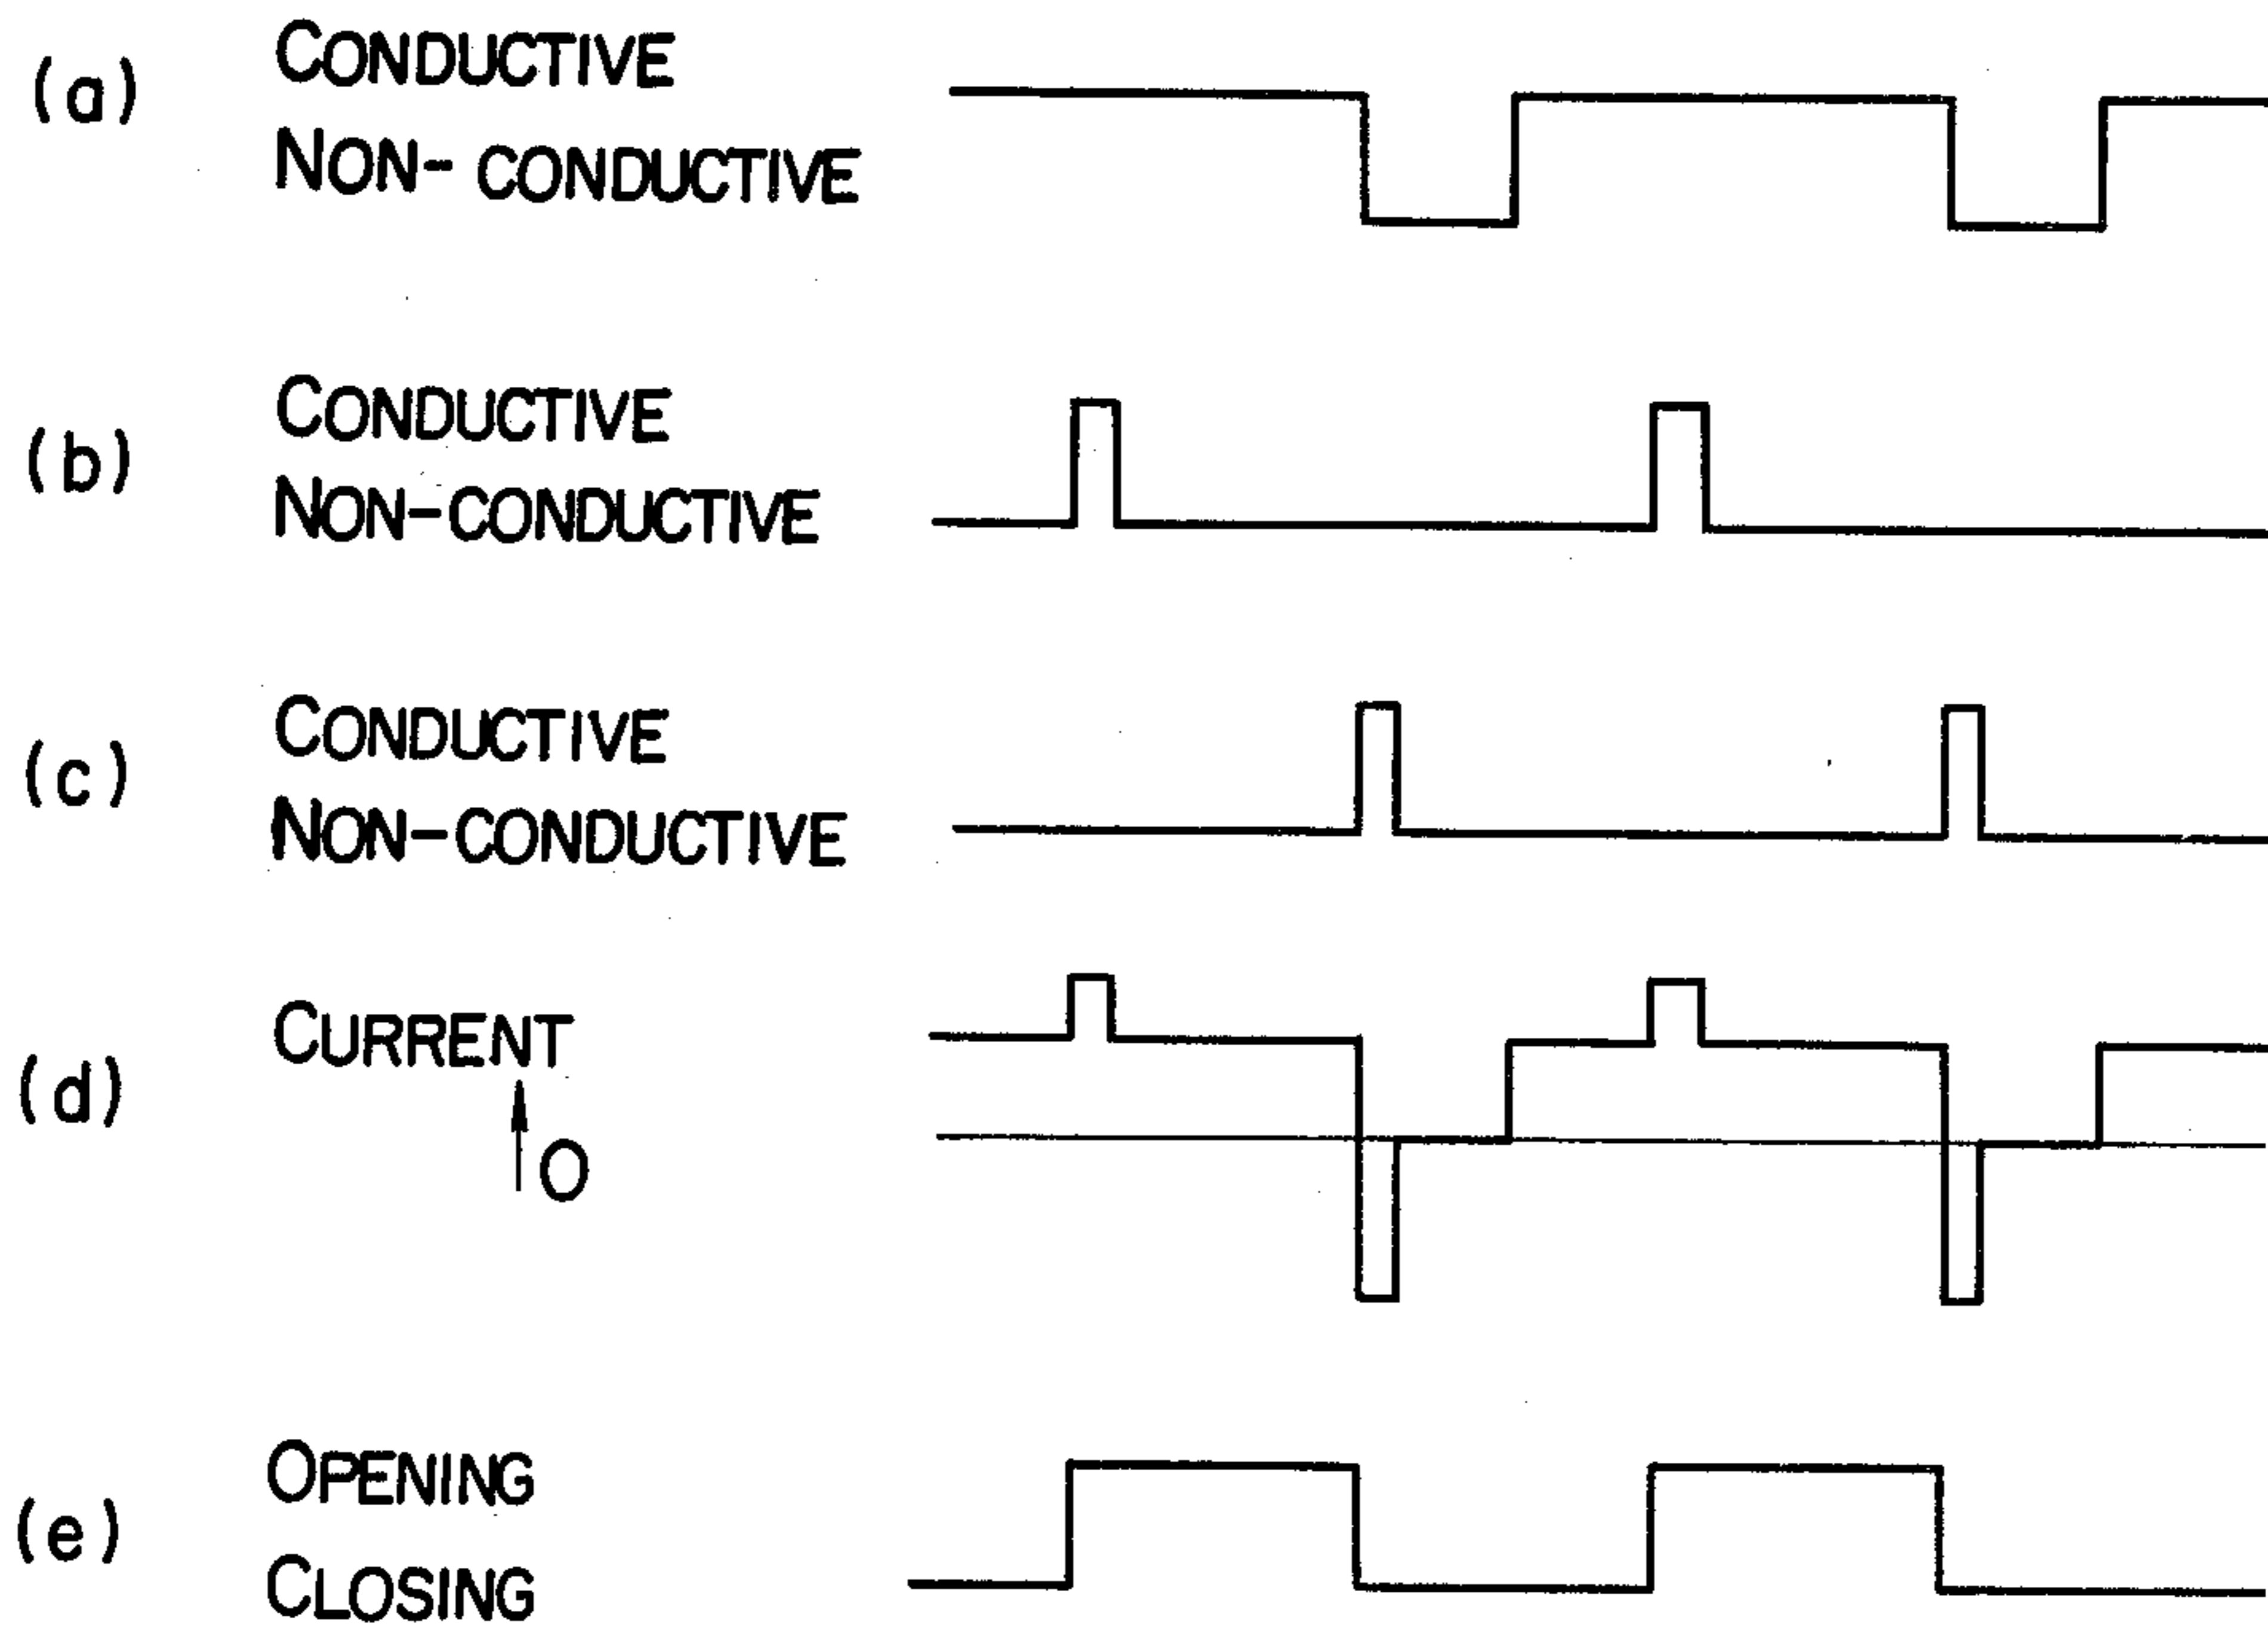 (a) CONDUCTIVE
NON-CONDUCTIVE
(b) CONDUCTIVE
NON-CONDUCTIVE
(c) CONDUCTIVE
NON-CONDUCTIVE
(d) CURRENT
O
(e) OPENING
CLOSING